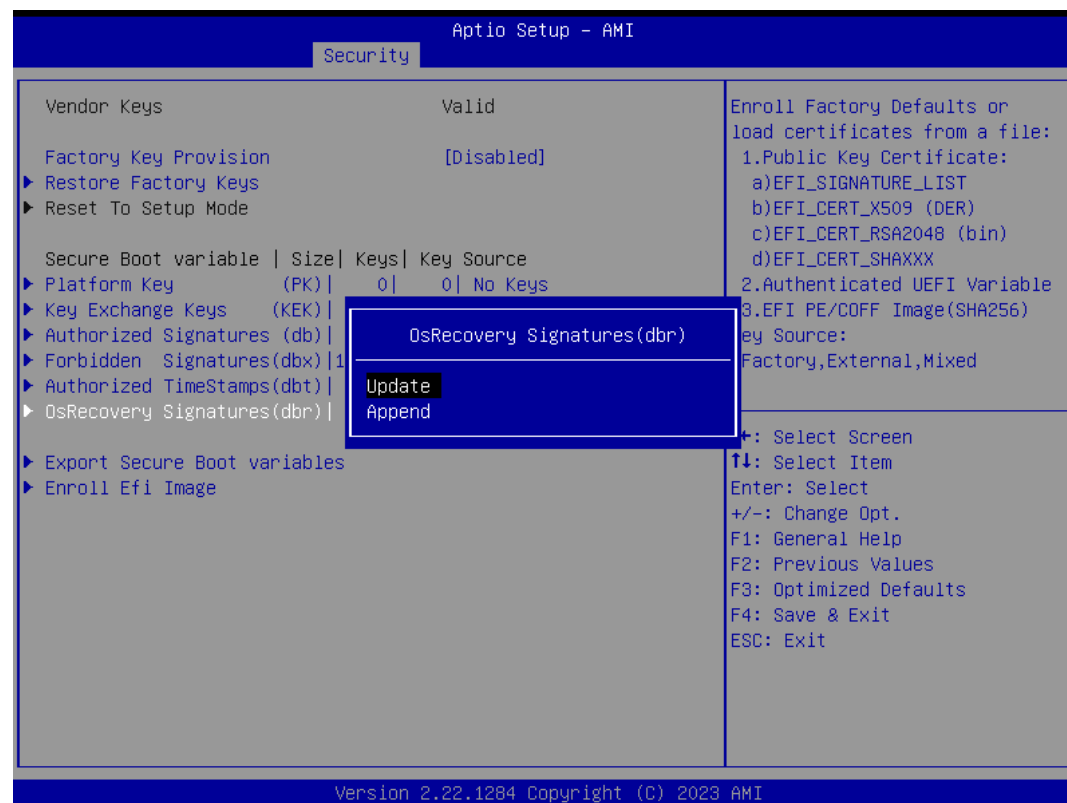 Aptio Setup – AMI
Security
Vendor Keys Valid
Factory Key Provision [Disabled]
Restore Factory Keys
Reset To Setup Mode
Secure Boot variable | Size| Keys| Key Source
Platform Key (PK)| 0| 0| No Keys
Key Exchange Keys (KEK)|
Authorized Signatures (db)|
Forbidden Signatures(dbx)|1
Authorized TimeStamps(dbt)|
OsRecovery Signatures(dbr)|
Export Secure Boot variables
Enroll Efi Image
OsRecovery Signatures(dbr)
Update
Append
Enroll Factory Defaults or
load certificates from a file:
1.Public Key Certificate:
a)EFI_SIGNATURE_LIST
b)EFI_CERT_X509 (DER)
c)EFI_CERT_RSA2048 (bin)
d)EFI_CERT_SHAXXX
2.Authenticated UEFI Variable
3.EFI PE/COFF Image(SHA256)
ey Source:
Factory,External,Mixed
: Select Screen
↑↓: Select Item
Enter: Select
+/-: Change Opt.
F1: General Help
F2: Previous Values
F3: Optimized Defaults
F4: Save & Exit
ESC: Exit
Version 2.22.1284 Copyright (C) 2023 AMI